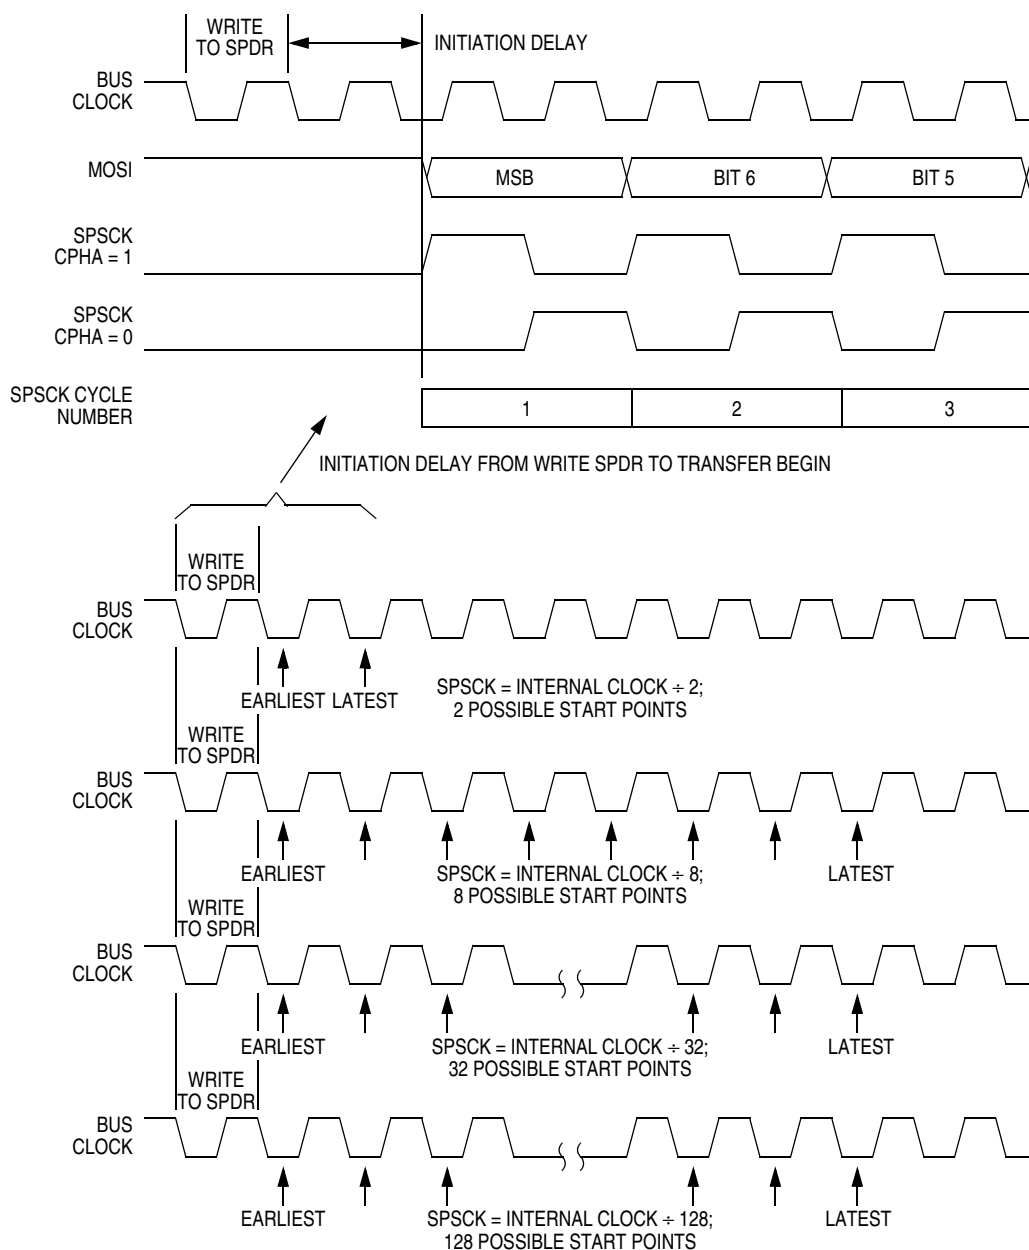 WRITE
TO SPDR
INITIATION DELAY
BUS
CLOCK
MOSI
MSB
BIT 6
BIT 5
SPSCK
CPHA = 1
SPSCK
CPHA = 0
SPSCK CYCLE
NUMBER
1
2
3
INITIATION DELAY FROM WRITE SPDR TO TRANSFER BEGIN
WRITE
TO SPDR
BUS
CLOCK
EARLIEST
LATEST
SPSCK = INTERNAL CLOCK ÷ 2;
2 POSSIBLE START POINTS
WRITE
TO SPDR
BUS
CLOCK
EARLIEST
SPSCK = INTERNAL CLOCK ÷ 8;
8 POSSIBLE START POINTS
LATEST
WRITE
TO SPDR
BUS
CLOCK
EARLIEST
SPSCK = INTERNAL CLOCK ÷ 32;
32 POSSIBLE START POINTS
LATEST
WRITE
TO SPDR
BUS
CLOCK
EARLIEST
SPSCK = INTERNAL CLOCK ÷ 128;
128 POSSIBLE START POINTS
LATEST